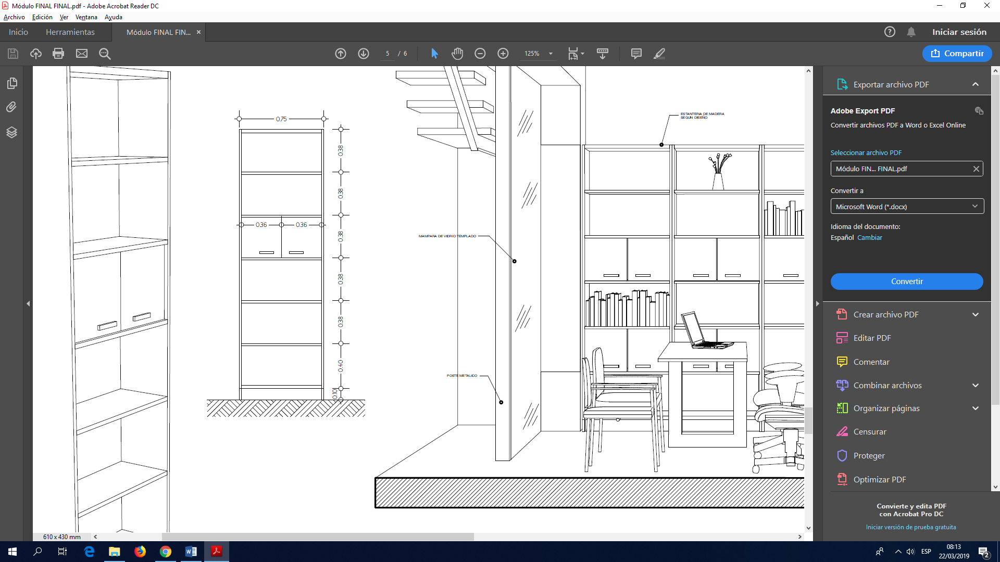 Módulo FINAL FINAL.pdf - Adobe Acrobat Reader DC
Archivo Edición Ver Ventana Ayuda
Inicio Herramientas Módulo FINAL FIN... × Iniciar sesión
5 / 6 125% Compartir
0.75
0.38
0.38
0.36 0.36
0.38
0.38
0.38
0.40
0.10
ESTANTERIA DE MADERA
SEGUN DISEÑO
MAMPARA DE VIDRIO TEMPLADO
POSTE METALICO
610 x 430 mm
Exportar archivo PDF
Adobe Export PDF
Convertir archivos PDF a Word o Excel Online
Seleccionar archivo PDF
Módulo FIN... FINAL.pdf
Convertir a
Microsoft Word (*.docx)
Idioma del documento:
Español Cambiar
Convertir
Crear archivo PDF
Editar PDF
Comentar
Combinar archivos
Organizar páginas
Censurar
Proteger
Optimizar PDF
Convierte y edita PDF
con Acrobat Pro DC
Iniciar versión de prueba gratuita
ESP
08:13
22/03/2019
2